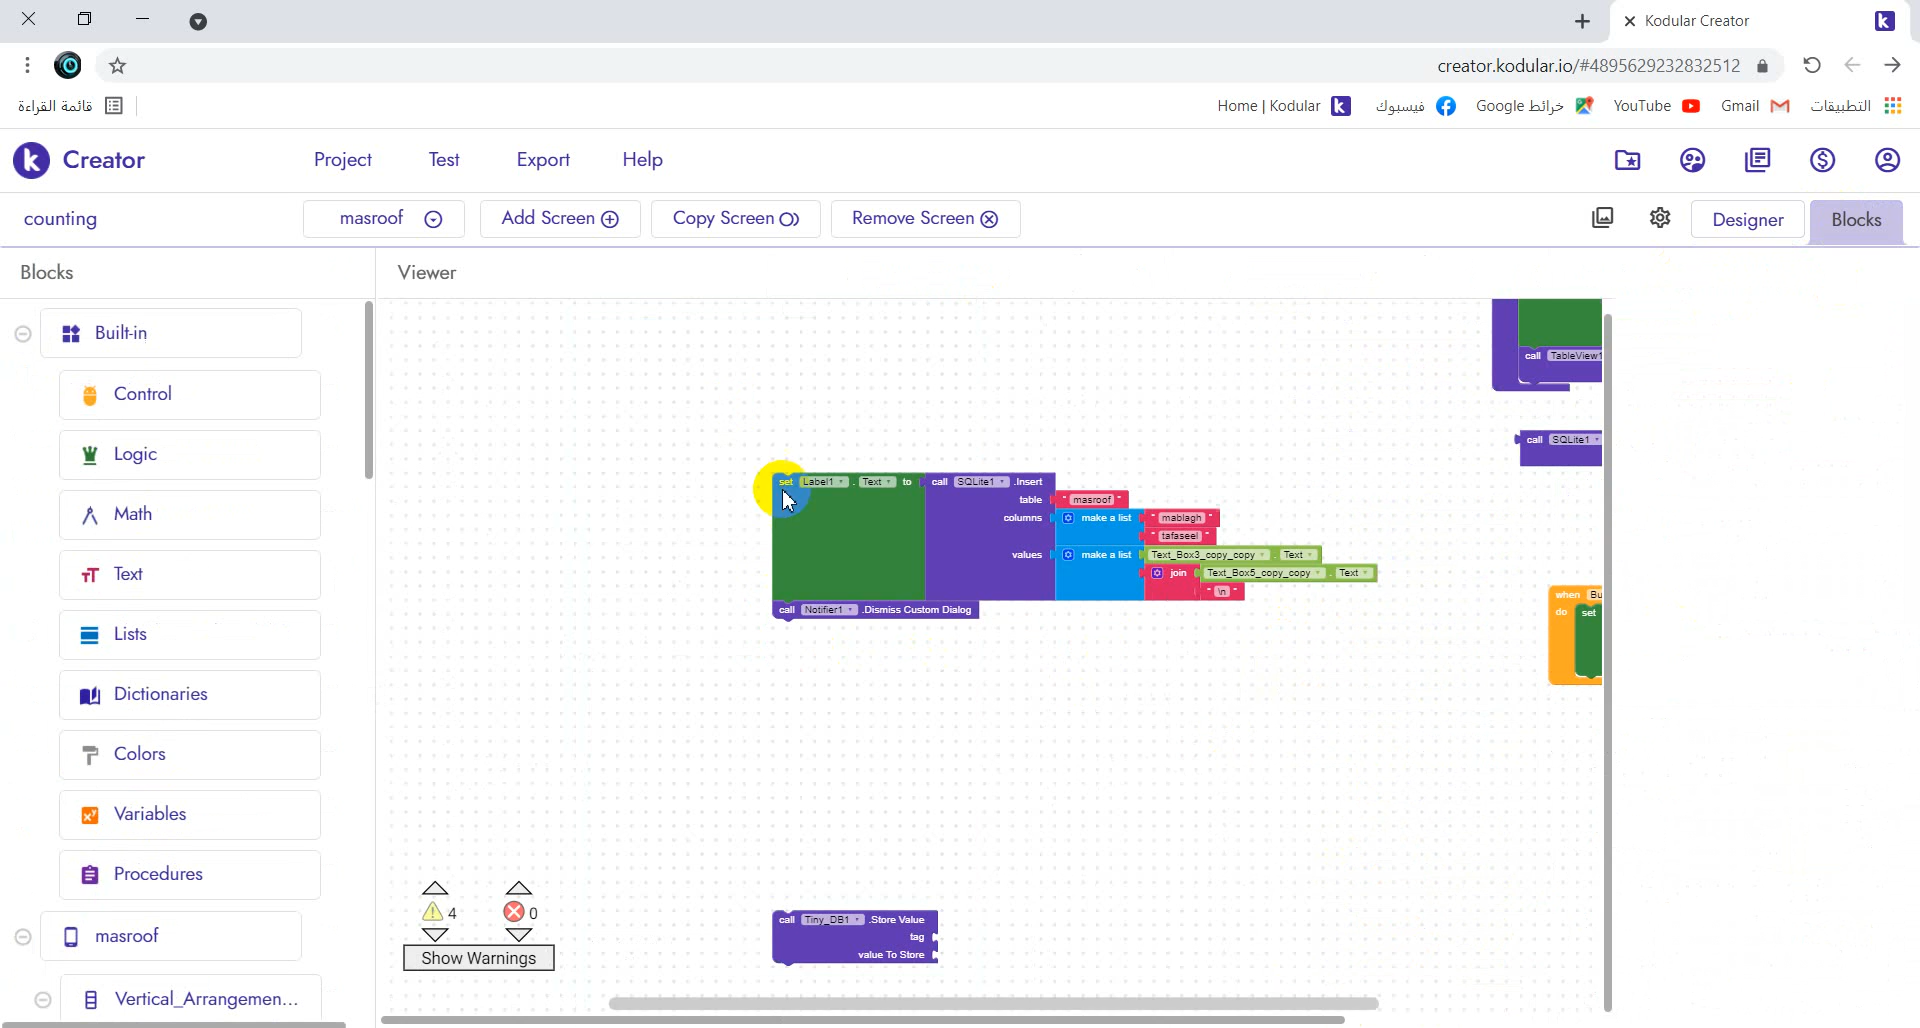 Kodular Creator
creator.kodular.io/#4895629232832512
قائمة القراءة
Home | Kodular
فيسبوك
خرائط Google
YouTube
Gmail
التطبيقات
Creator
Project
Test
Export
Help
counting
masroof
Add Screen
Copy Screen
Remove Screen
Designer
Blocks
Blocks
Viewer
Built-in
Control
Logic
Math
Text
Lists
Dictionaries
Colors
Variables
Procedures
masroof
Vertical_Arrangemen...
call TableView1
call SQLite1
set Label1 . Text to call SQLite1 .Insert
table " masroof "
columns make a list " mablagh "
" tafaseel "
values make a list Text_Box3_copy_copy . Text
join Text_Box5_copy_copy . Text
" \n "
call Notifier1 .Dismiss Custom Dialog
when Bu
do set
4
0
Show Warnings
call Tiny_DB1 .Store Value
tag
value To Store